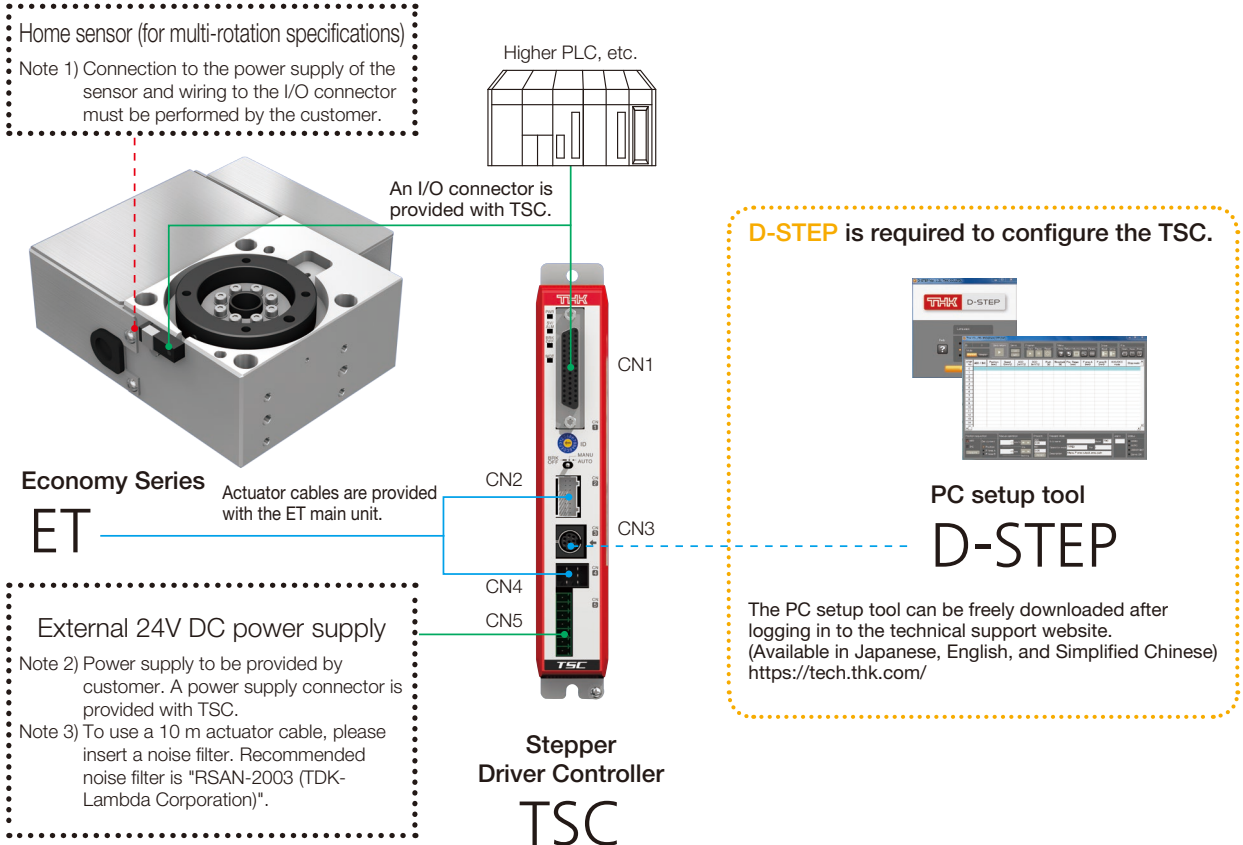 Home sensor (for multi-rotation specifications)
Note 1) Connection to the power supply of the
sensor and wiring to the I/O connector
must be performed by the customer.
Higher PLC, etc.
An I/O connector is
provided with TSC.
D-STEP is required to configure the TSC.
THK D-STEP
THK
CN1
ID
BRK
OFF
MANU
AUTO
Economy Series
ET
Actuator cables are provided
with the ET main unit.
CN2
CN3
CN4
CN5
TSC
PC setup tool
D-STEP
The PC setup tool can be freely downloaded after
logging in to the technical support website.
(Available in Japanese, English, and Simplified Chinese)
https://tech.thk.com/
External 24V DC power supply
Note 2) Power supply to be provided by
customer. A power supply connector is
provided with TSC.
Note 3) To use a 10 m actuator cable, please
insert a noise filter. Recommended
noise filter is "RSAN-2003 (TDK-
Lambda Corporation)".
Stepper
Driver Controller
TSC